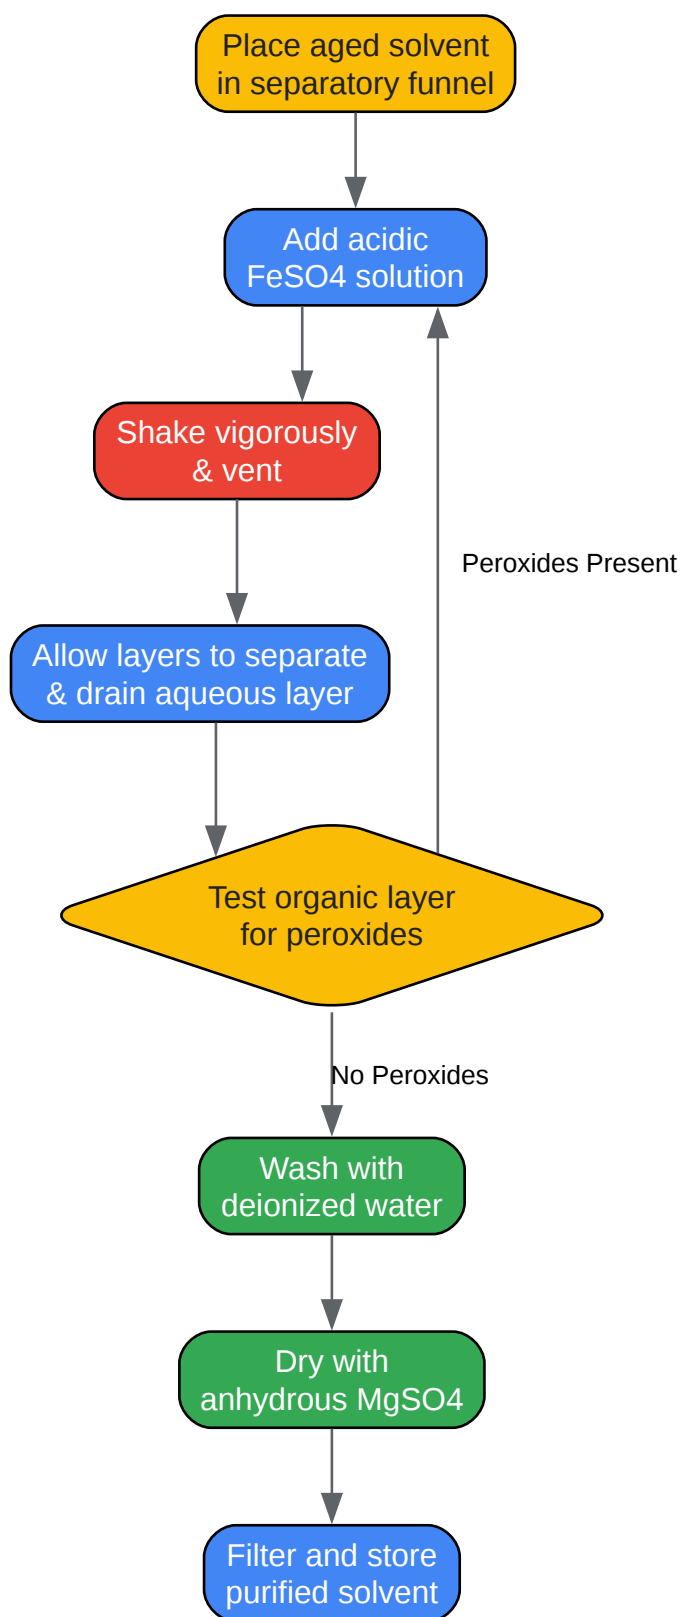 Place aged solvent
in separatory funnel
Add acidic
FeSO4 solution
Shake vigorously
& vent
Peroxides Present
Allow layers to separate
& drain aqueous layer
Test organic layer
for peroxides
No Peroxides
Wash with
deionized water
Dry with
anhydrous MgSO4
Filter and store
purified solvent